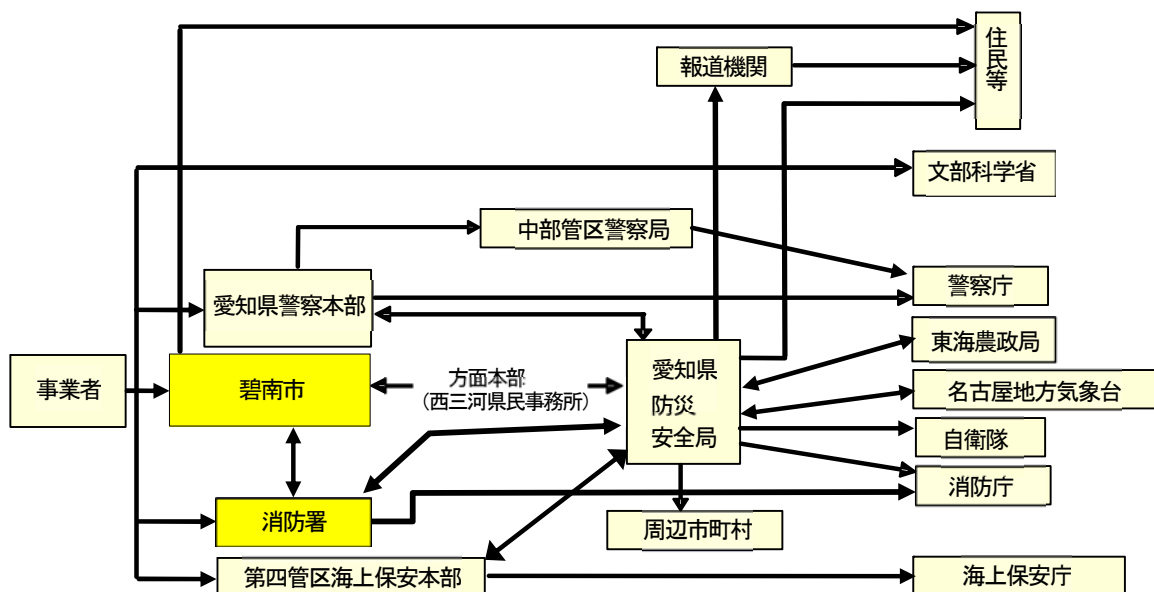 住民等
報道機関
文部科学省
中部管区警察局
愛知県警察本部
警察庁
東海農政局
事業者
碧南市
方面本部
（西三河県民事務所）
愛知県
防災
安全局
名古屋地方気象台
自衛隊
消防庁
消防署
周辺市町村
第四管区海上保安本部
海上保安庁